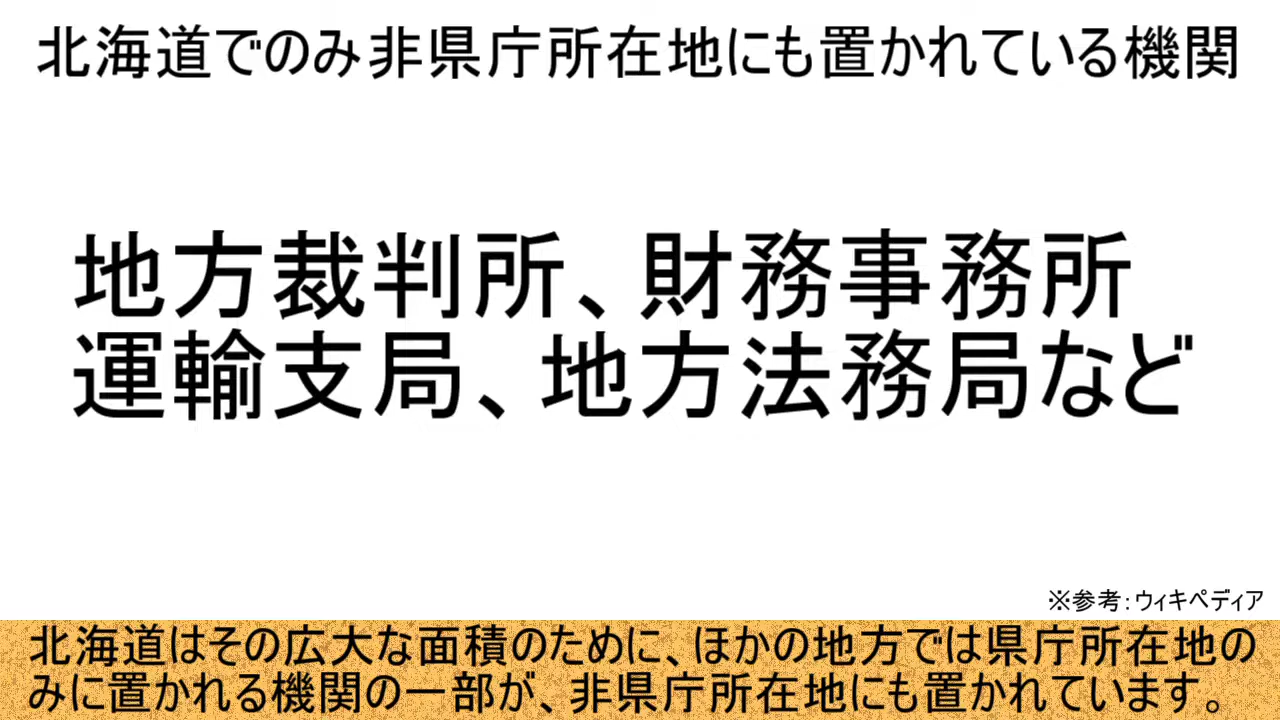 北海道でのみ非県庁所在地にも置かれている機関
地方裁判所、財務事務所
運輸支局、地方法務局など
※参考:ウィキペディア
北海道はその広大な面積のために、ほかの地方では県庁所在地の
みに置かれる機関の一部が、非県庁所在地にも置かれています。